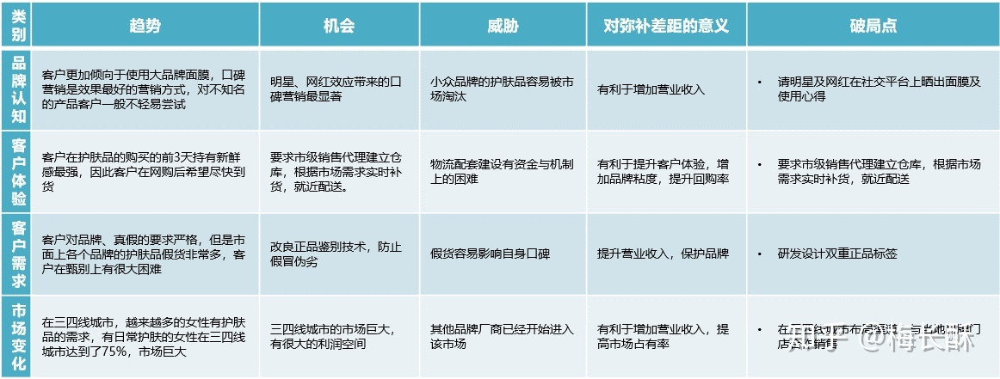 类别
趋势
机会
威胁
对弥补差距的意义
破局点
品牌认知
客户更加倾向于使用大品牌面膜，口碑
营销是效果最好的营销方式，对不知名
的产品客户一般不轻易尝试
明星、网红效应带来的口
碑营销最显著
小众品牌的护肤品容易被市
场淘汰
有利于增加营业收入
• 请明星及网红在社交平台上晒出面膜及
使用心得
客户体验
客户在护肤品的购买的前3天持有新鲜
感最强，因此客户在网购后希望尽快到
货
要求市级销售代理建立仓
库，根据市场需求实时补
货，就近配送。
物流配套建设有资金与机制
上的困难
有利于提升客户体验，增
加品牌粘度，提升回购率
• 要求市级销售代理建立仓库，根据市场
需求实时补货，就近配送
客户需求
客户对品牌、真假的要求严格，但是市
面上各个品牌的护肤品假货非常多，客
户在甄别上有很大困难
改良正品鉴别技术，防止
假冒伪劣
假货容易影响自身口碑
提升营业收入，保护品牌
• 研发设计双重正品标签
市场变化
在三四线城市，越来越多的女性有护肤
品的需求，有日常护肤的女性在三四线
城市达到了75%，市场巨大
三四线城市的市场巨大，
有很大的利润空间
其他品牌厂商已经开始进入
该市场
有利于增加营业收入，提
高市场占有率
• 在三四线城市布局渠道，与当地
门
店合作销售
知乎 @梅长酥